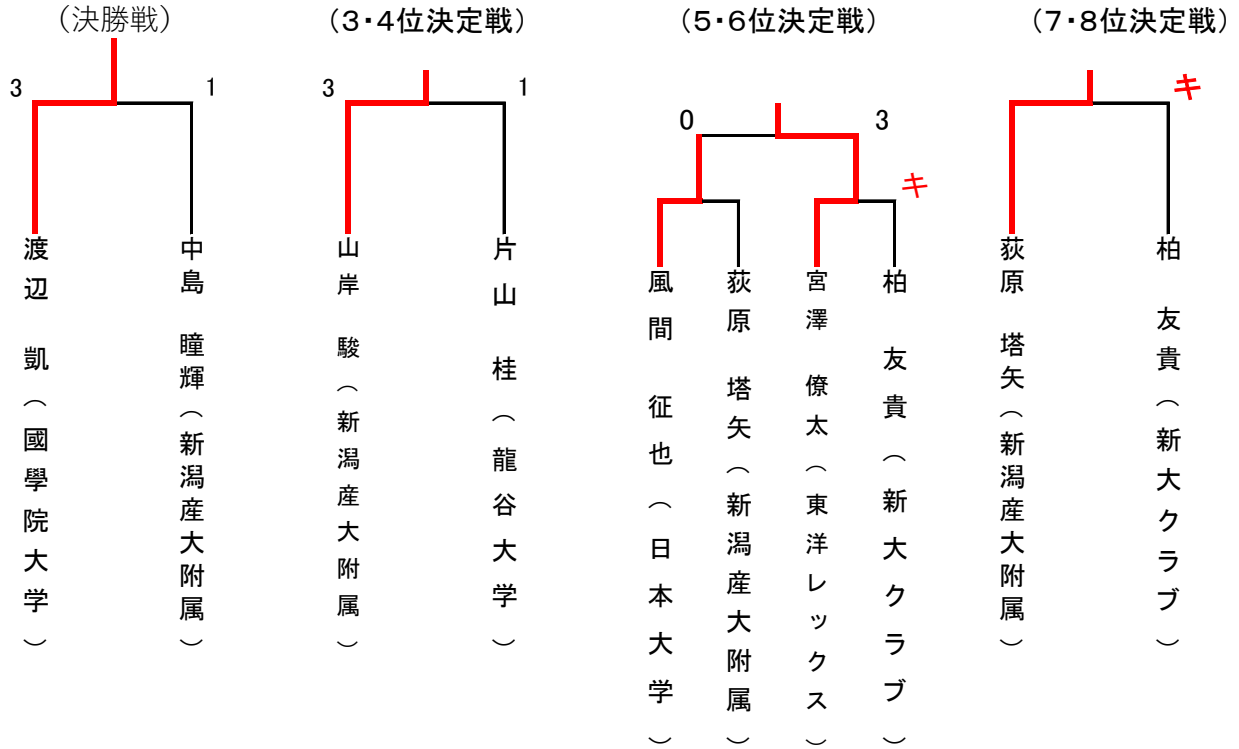 （決勝戦）
3
1
渡辺　凱（國學院大学）
中島　瞳輝（新潟産大附属）
（3・4位決定戦）
3
1
山岸　駿（新潟産大附属）
片山　桂（龍谷大学）
（5・6位決定戦）
0
3
キ
風間　征也（日本大学）
荻原　塔矢（新潟産大附属）
宮澤　僚太（東洋レックス）
柏　友貴（新大クラブ）
（7・8位決定戦）
キ
荻原　塔矢（新潟産大附属）
柏　友貴（新大クラブ）